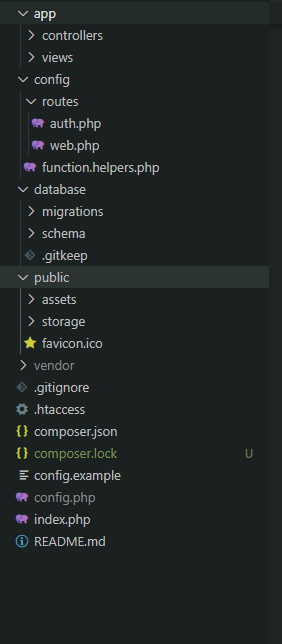 app
controllers
views
config
routes
auth.php
web.php
function.helpers.php
database
migrations
schema
.gitkeep
public
assets
storage
favicon.ico
vendor
.gitignore
.htaccess
composer.json
composer.lock U
config.example
config.php
index.php
README.md